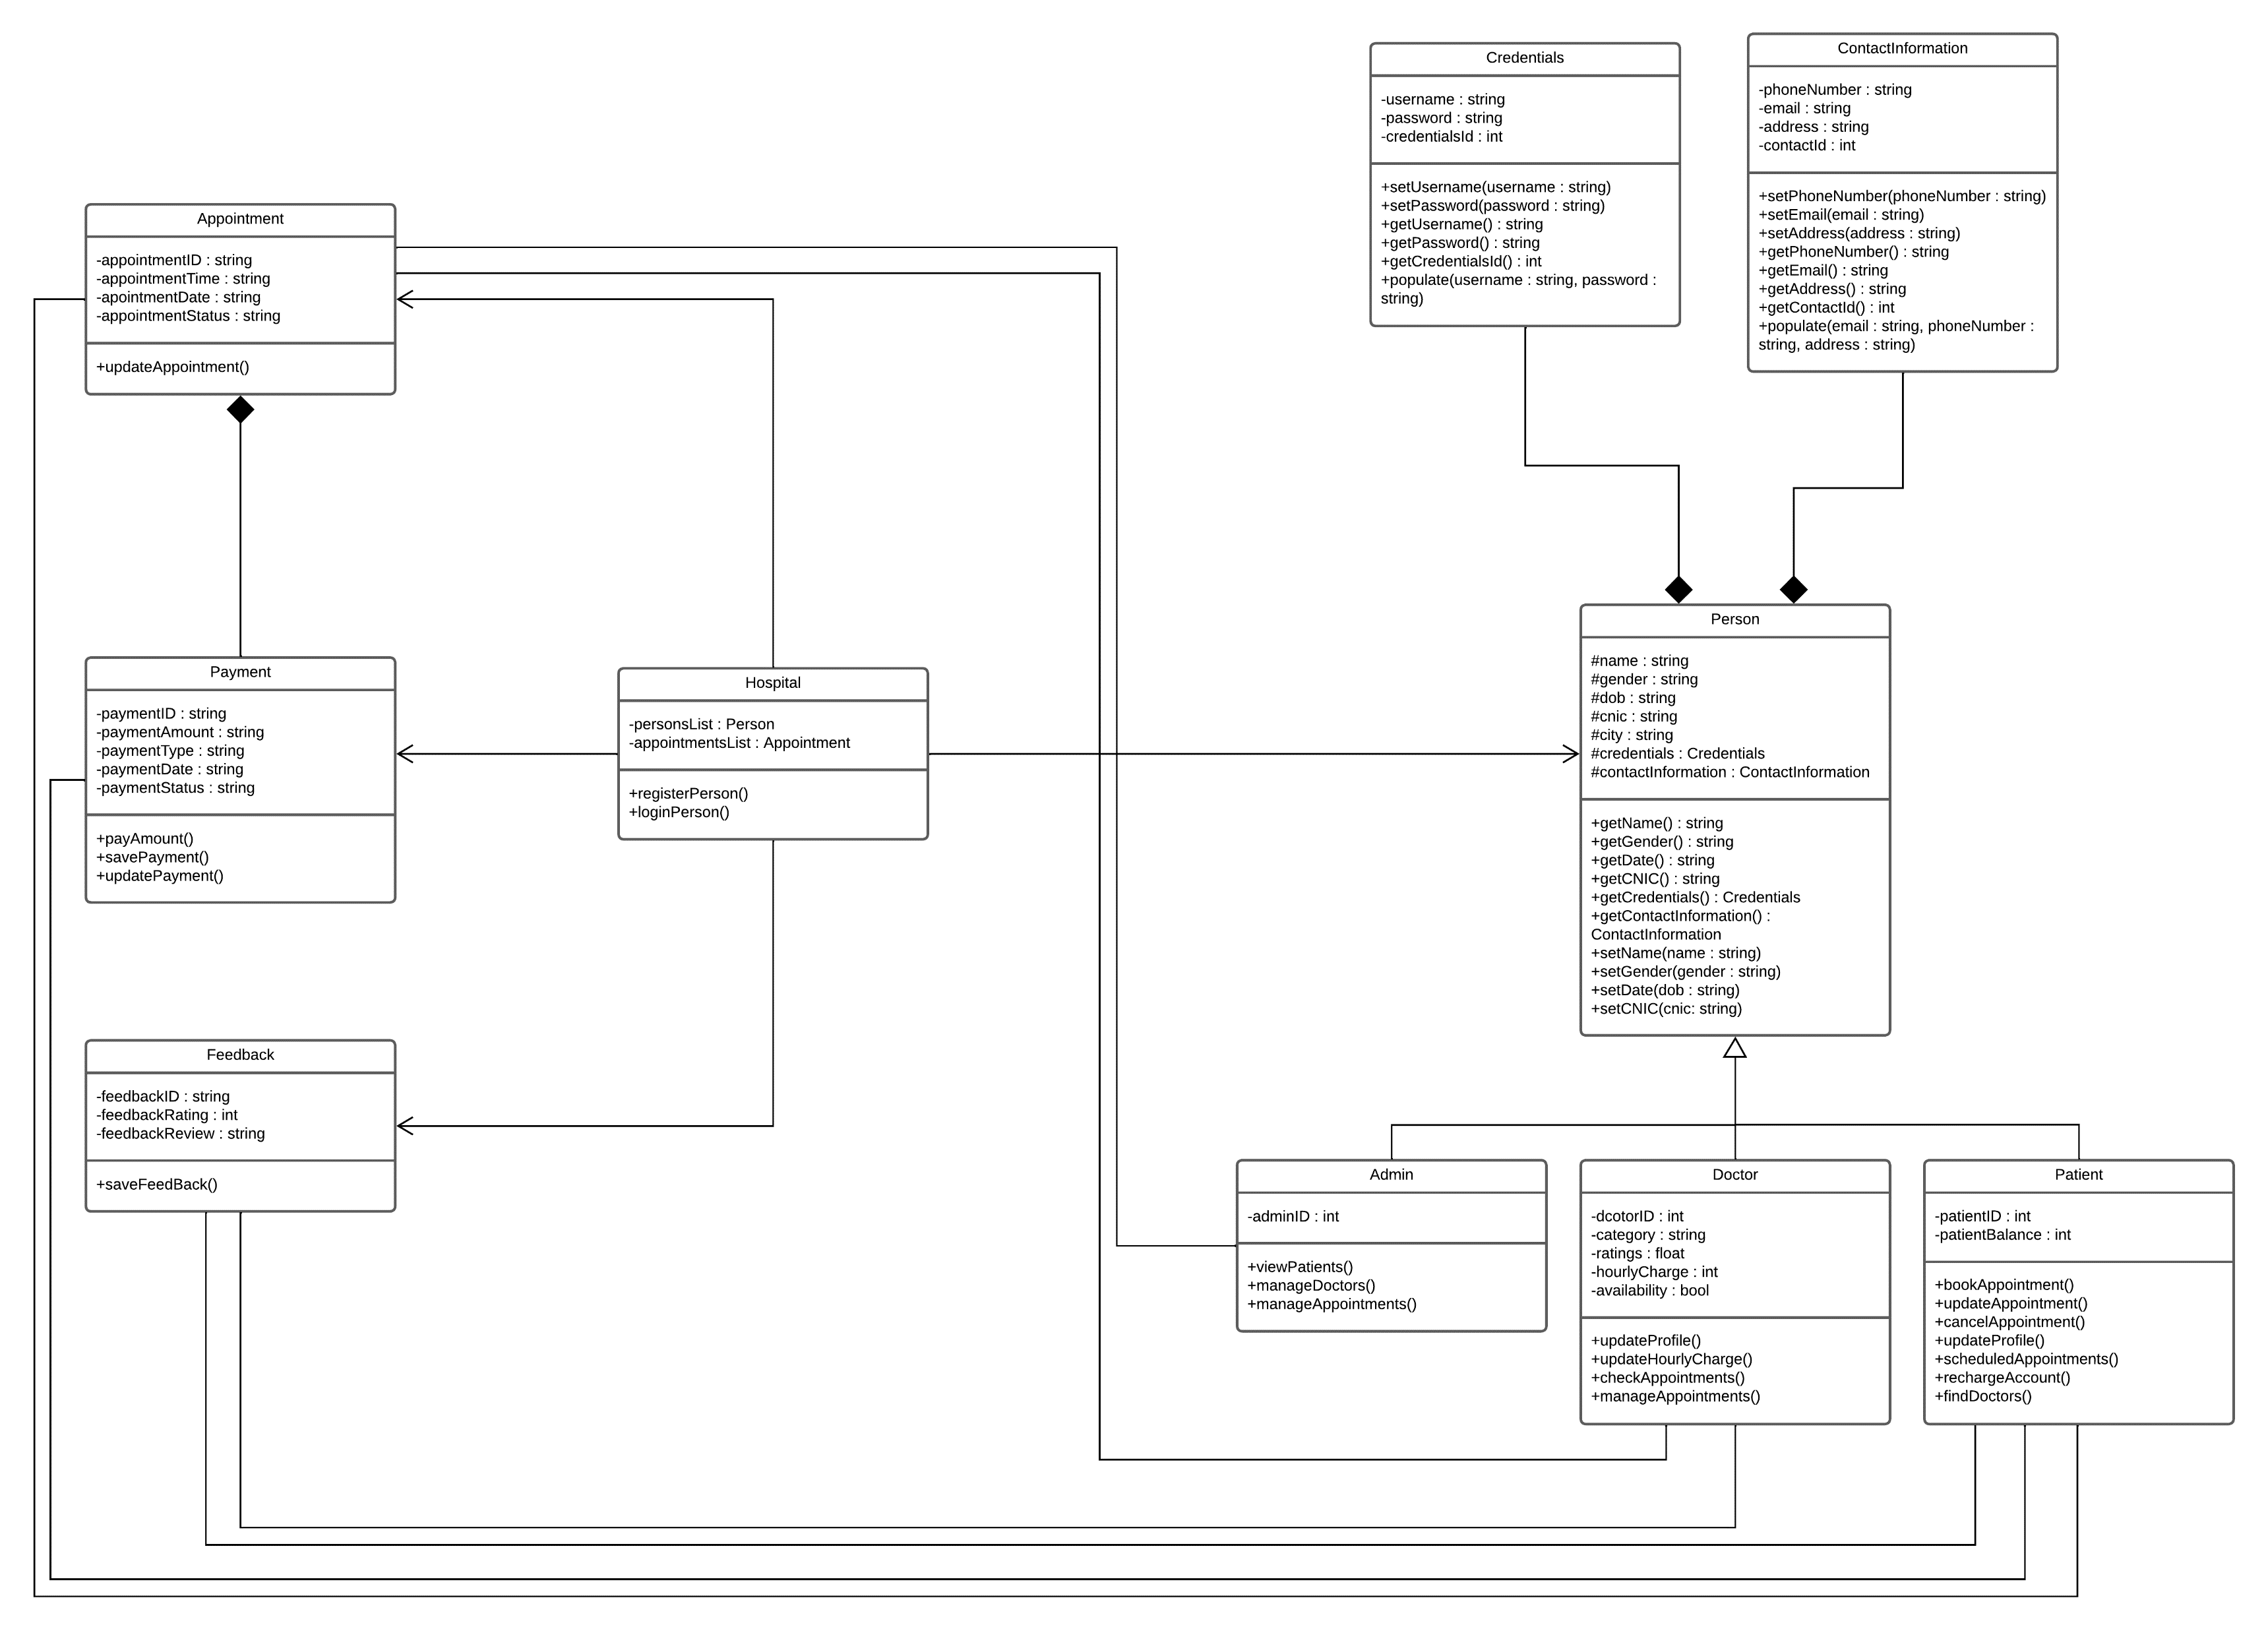 Credentials
-username : string
-password : string
-credentialsId : int
+setUsername(username : string)
+setPassword(password : string)
+getUsername() : string
+getPassword() : string
+getCredentialsId() : int
+populate(username : string, password :
string)
ContactInformation
-phoneNumber : string
-email : string
-address : string
-contactId : int
+setPhoneNumber(phoneNumber : string)
+setEmail(email : string)
+setAddress(address : string)
+getPhoneNumber() : string
+getEmail() : string
+getAddress() : string
+getContactId() : int
+populate(email : string, phoneNumber :
string, address : string)
Appointment
-appointmentID : string
-appointmentTime : string
-apointmentDate : string
-appointmentStatus : string
+updateAppointment()
Payment
-paymentID : string
-paymentAmount : string
-paymentType : string
-paymentDate : string
-paymentStatus : string
+payAmount()
+savePayment()
+updatePayment()
Hospital
-personsList : Person
-appointmentsList : Appointment
+registerPerson()
+loginPerson()
Person
#name : string
#gender : string
#dob : string
#cnic : string
#city : string
#credentials : Credentials
#contactInformation : ContactInformation
+getName() : string
+getGender() : string
+getDate() : string
+getCNIC() : string
+getCredentials() : Credentials
+getContactInformation() :
ContactInformation
+setName(name : string)
+setGender(gender : string)
+setDate(dob : string)
+setCNIC(cnic: string)
Feedback
-feedbackID : string
-feedbackRating : int
-feedbackReview : string
+saveFeedBack()
Admin
-adminID : int
+viewPatients()
+manageDoctors()
+manageAppointments()
Doctor
-dcotorID : int
-category : string
-ratings : float
-hourlyCharge : int
-availability : bool
+updateProfile()
+updateHourlyCharge()
+checkAppointments()
+manageAppointments()
Patient
-patientID : int
-patientBalance : int
+bookAppointment()
+updateAppointment()
+cancelAppointment()
+updateProfile()
+scheduledAppointments()
+rechargeAccount()
+findDoctors()